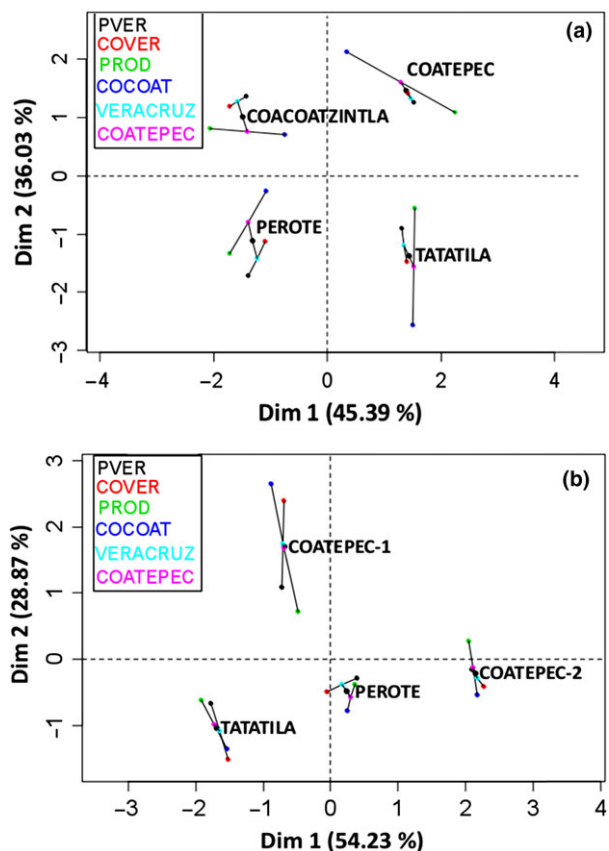 (a)
PVER
COVER
PROD
COCOAT
VERACRUZ
COATEPEC
COATEPEC
COACOATZINTLA
PEROTE
TATATILA
Dim 2 (36.03 %)
2
1
0
−1
−2
−3
−4 −2 0 2 4
Dim 1 (45.39 %)
(b)
PVER
COVER
PROD
COCOAT
VERACRUZ
COATEPEC
COATEPEC-1
COATEPEC-2
PEROTE
TATATILA
Dim 2 (28.87 %)
3
2
1
0
−1
−3 −2 −1 0 1 2 3 4
Dim 1 (54.23 %)